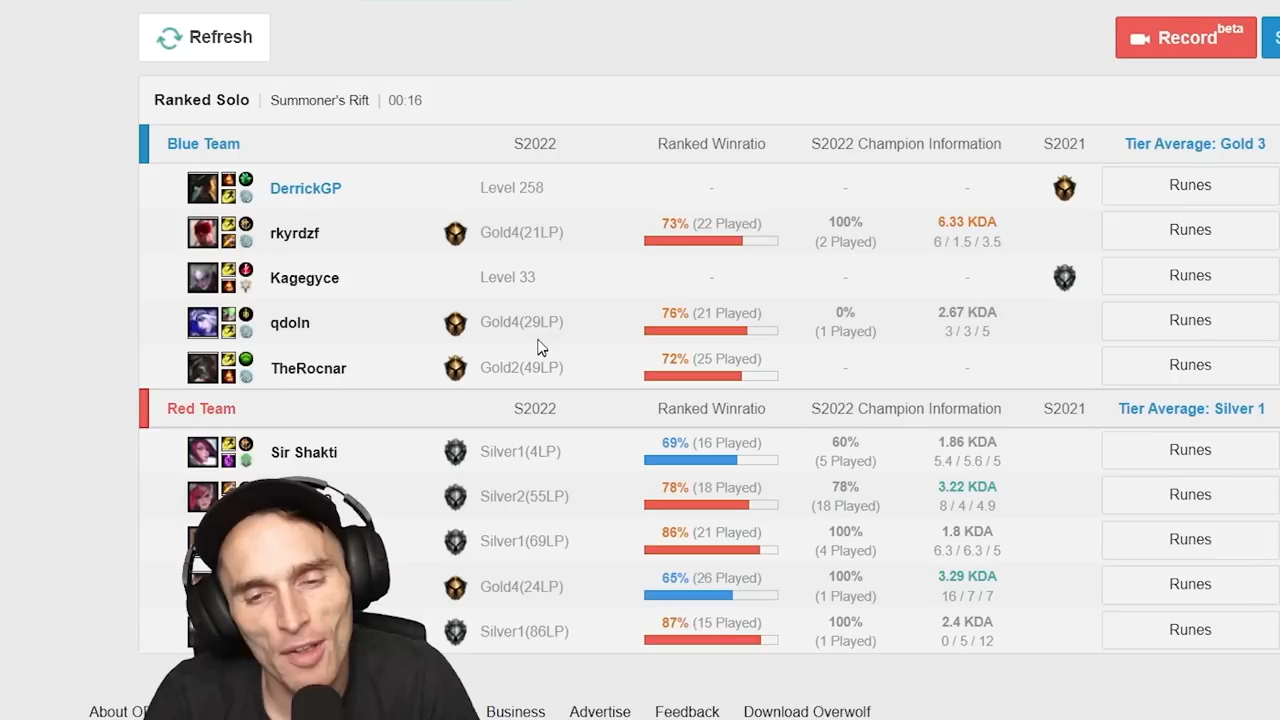 Refresh
Record beta
Ranked Solo | Summoner's Rift | 00:16
Blue Team S2022 Ranked Winratio S2022 Champion Information S2021 Tier Average: Gold 3
DerrickGP Level 258 - - - Runes
rkyrdzf Gold4(21LP) 73% (22 Played) 100% (2 Played) 6.33 KDA 6 / 1.5 / 3.5 Runes
Kagegyce Level 33 - - - Runes
qdoln Gold4(29LP) 76% (21 Played) 0% (1 Played) 2.67 KDA 3 / 3 / 5 Runes
TheRocnar Gold2(49LP) 72% (25 Played) - - Runes
Red Team S2022 Ranked Winratio S2022 Champion Information S2021 Tier Average: Silver 1
Sir Shakti Silver1(4LP) 69% (16 Played) 60% (5 Played) 1.86 KDA 5.4 / 5.6 / 5 Runes
Silver2(55LP) 78% (18 Played) 78% (18 Played) 3.22 KDA 8 / 4 / 4.9 Runes
Silver1(69LP) 86% (21 Played) 100% (4 Played) 1.8 KDA 6.3 / 6.3 / 5 Runes
Gold4(24LP) 65% (26 Played) 100% (1 Played) 3.29 KDA 16 / 7 / 7 Runes
Silver1(86LP) 87% (15 Played) 100% (1 Played) 2.4 KDA 0 / 5 / 12 Runes
About Business Advertise Feedback Download Overwolf